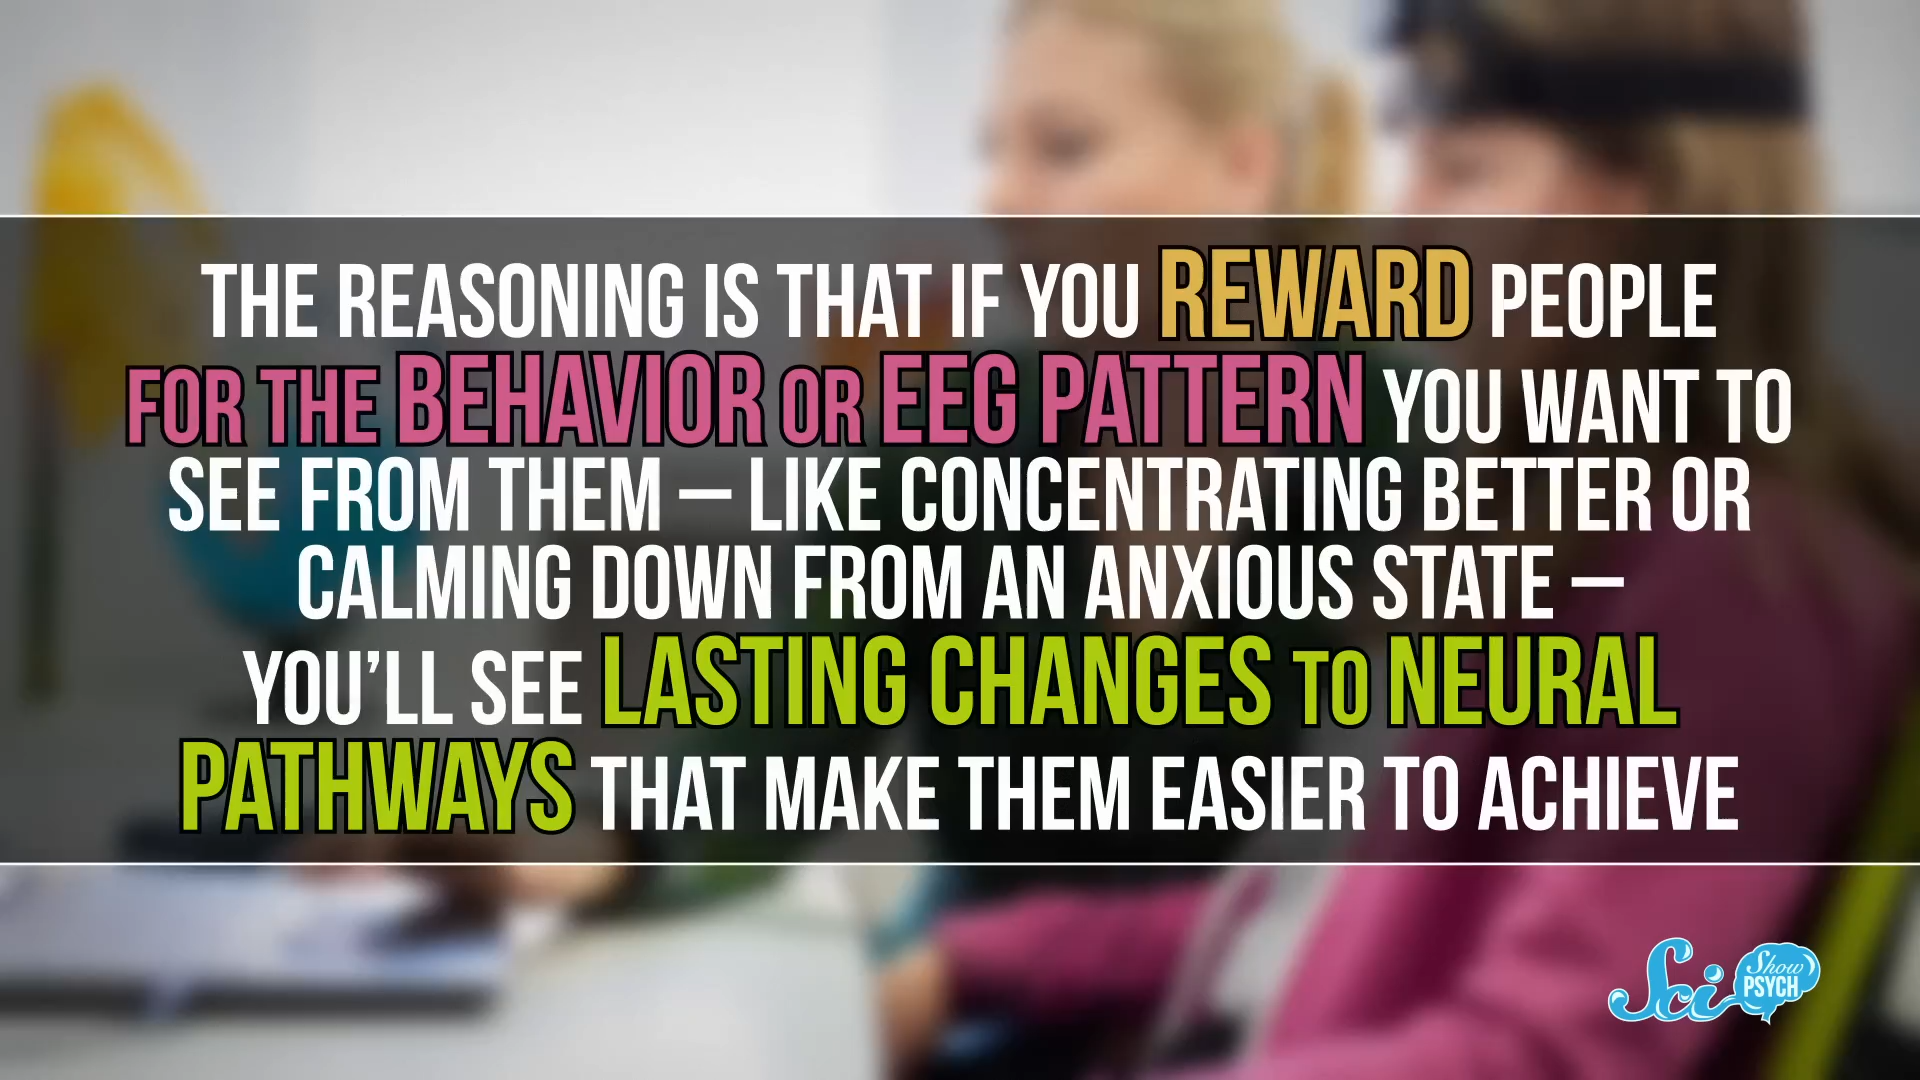 THE REASONING IS THAT IF YOU REWARD PEOPLE
FOR THE BEHAVIOR OR EEG PATTERN YOU WANT TO
SEE FROM THEM – LIKE CONCENTRATING BETTER OR
CALMING DOWN FROM AN ANXIOUS STATE –
YOU’LL SEE LASTING CHANGES TO NEURAL
PATHWAYS THAT MAKE THEM EASIER TO ACHIEVE
Sci Show
PSYCH